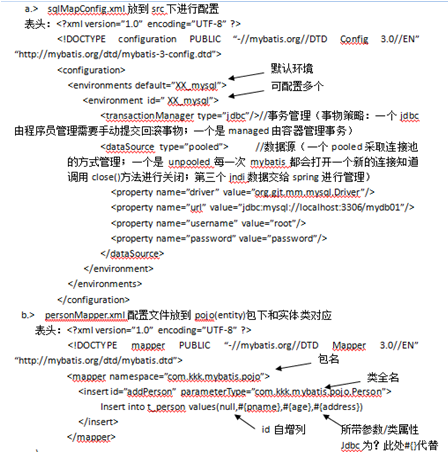 a.> sqlMapConfig.xml 放到 src 下进行配置
表头：<?xml version="1.0" encoding="UTF-8" ?>
<!DOCTYPE configuration PUBLIC "-//mybatis.org//DTD Config 3.0//EN"
"http://mybatis.org/dtd/mybatis-3-config.dtd">
<configuration>
默认环境
<environments default="XX_mysql">
可配置多个
<environment id=" XX_mysql">
<transactionManager type="jdbc"/>//事务管理（事物策略：一个 jdbc
由程序员管理需要手动提交回滚事物；一个是 managed 由容器管理事务）
<dataSource type="pooled"> //数据源（一个 pooled 采取连接池
的方式管理：一个是 unpooled 每一次 mybatis 都会打开一个新的连接知道
调用 close()方法进行关闭；第三个 jndi 数据交给 spring 进行管理）
<property name="driver" value="org.gjt.mm.mysql.Driver"/>
<property name="url" value="jdbc:mysql://localhost:3306/mydb01"/>
<property name="username" value="root"/>
<property name="password" value="password"/>
</dataSource>
</environment>
</environments>
</configuration>
b.> personMapper.xml 配置文件放到 pojo(entity)包下和实体类对应
表头：<?xml version="1.0" encoding="UTF-8" ?>
<!DOCTYPE mapper PUBLIC "-//mybatis.org//DTD Mapper 3.0//EN"
"http://mybatis.org/dtd/mybatis.dtd">
包名
<mapper namespace="com.kkk.mybatis.pojo">
类全名
<insert id="addPerson" parameterType="com.kkk.mybatis.pojo.Person">
Insert into t_person values(null,#{pname},#{age},#{address})
</insert>
id 自增列
所带参数/类属性
</mapper>
Jdbc 为? 此处#{}代替